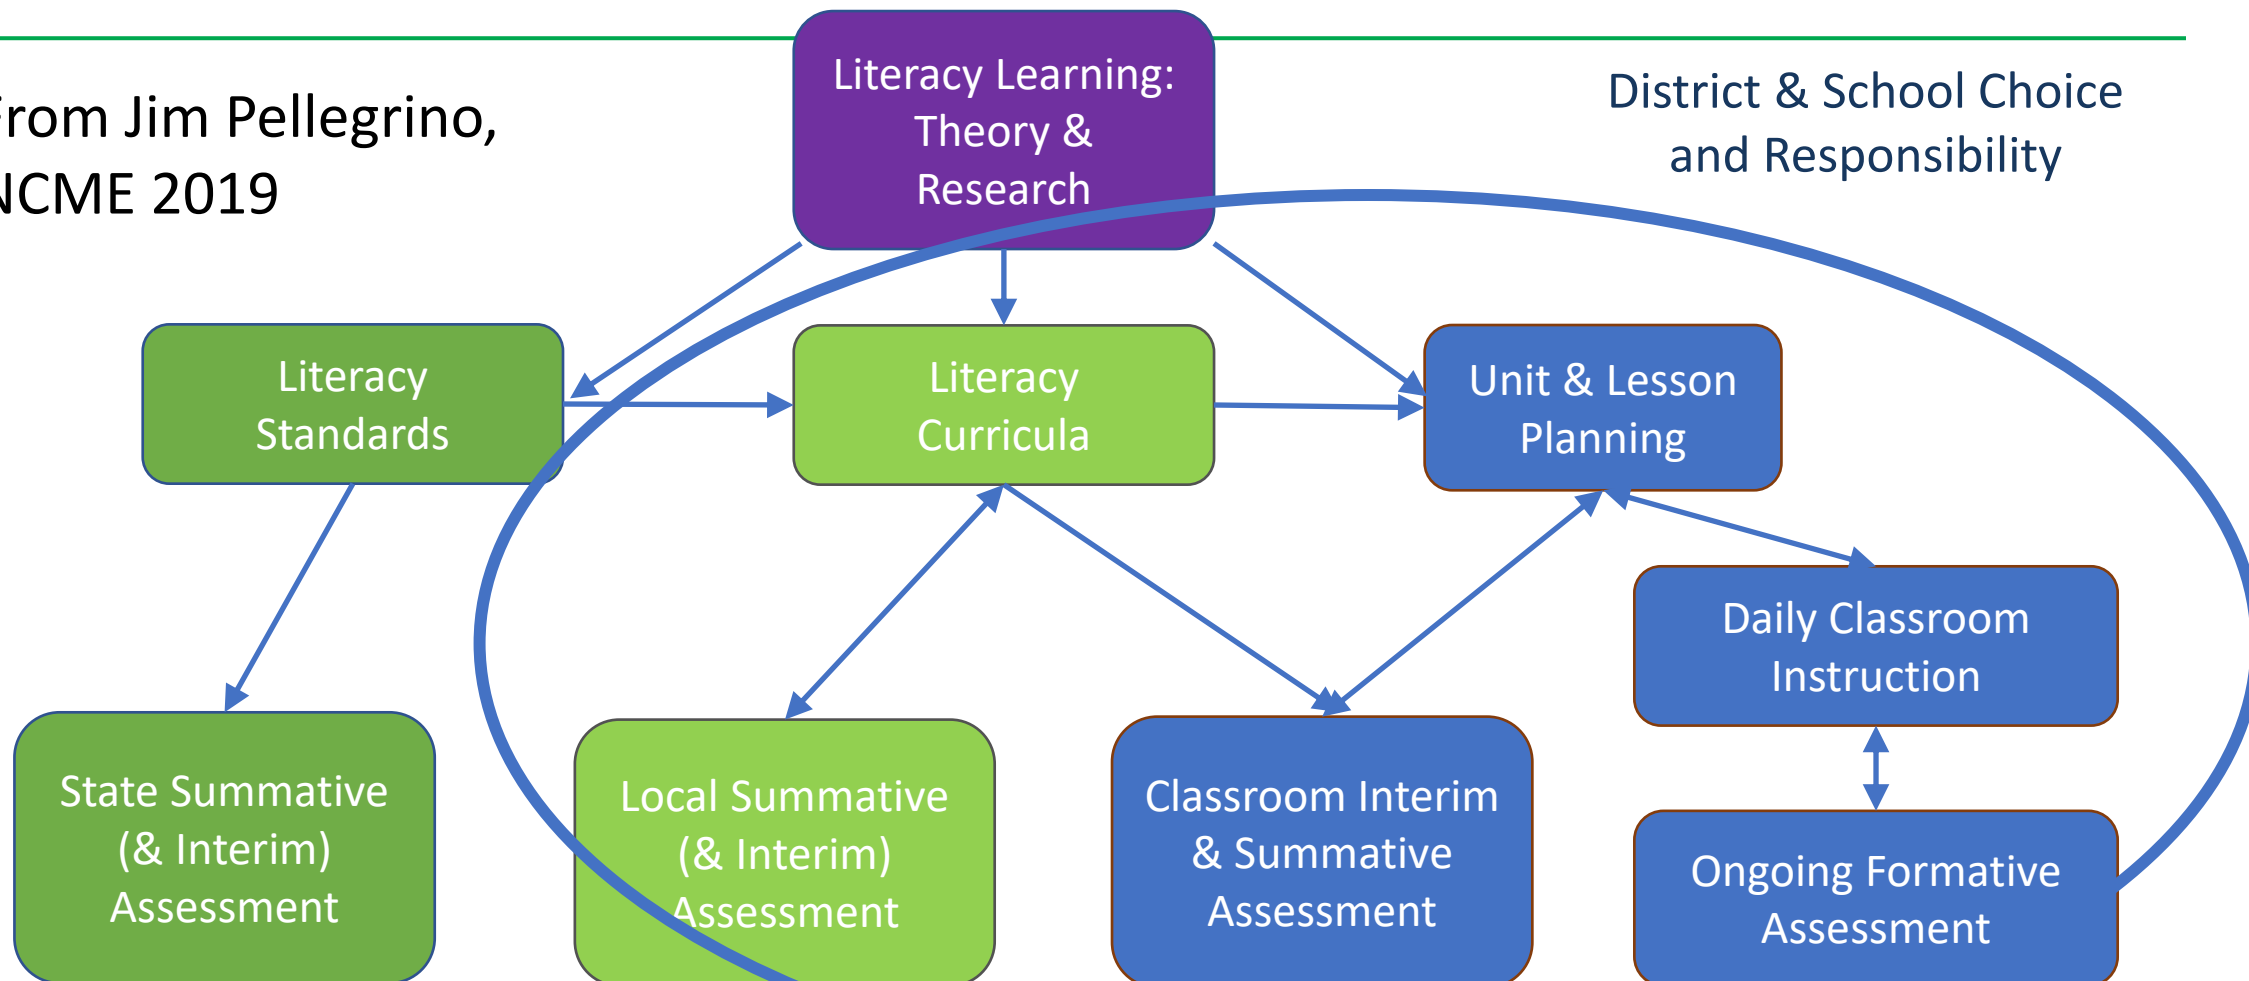 From Jim Pellegrino,
NCME 2019
Literacy Learning:
Theory &
Research
District & School Choice
and Responsibility
Literacy
Standards
Literacy
Curricula
Unit & Lesson
Planning
Daily Classroom
Instruction
State Summative
(& Interim)
Assessment
Local Summative
(& Interim)
Assessment
Classroom Interim
& Summative
Assessment
Ongoing Formative
Assessment